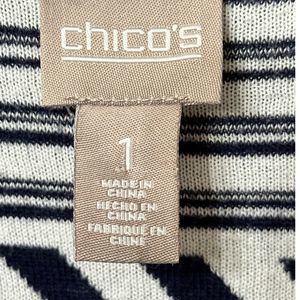 chico's
1
MADE IN
CHINA
HECHO EN
CHINA
FABRIQUÉ EN
CHINE